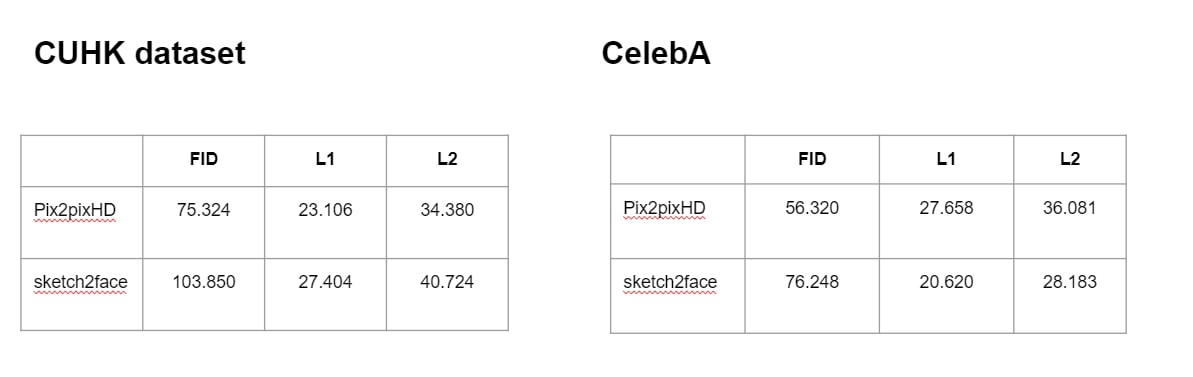 CUHK dataset
FID L1 L2
Pix2pixHD 75.324 23.106 34.380
sketch2face 103.850 27.404 40.724
CelebA
FID L1 L2
Pix2pixHD 56.320 27.658 36.081
sketch2face 76.248 20.620 28.183